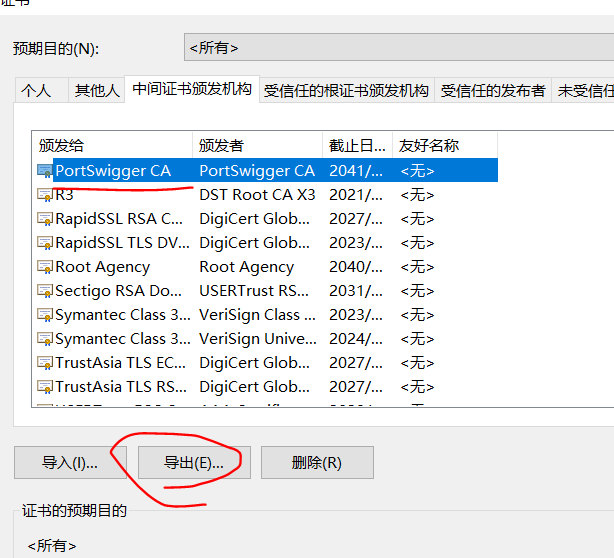 证书
预期目的(N): <所有>
个人 其他人 中间证书颁发机构 受信任的根证书颁发机构 受信任的发布者 未受信任
颁发给 颁发者 截止日... 友好名称
PortSwigger CA PortSwigger CA 2041/... <无>
R3 DST Root CA X3 2021/... <无>
RapidSSL RSA C... DigiCert Glob... 2027/... <无>
RapidSSL TLS DV... DigiCert Glob... 2023/... <无>
Root Agency Root Agency 2040/... <无>
Sectigo RSA Do... USERTrust RS... 2031/... <无>
Symantec Class 3... VeriSign Class ... 2023/... <无>
Symantec Class 3... VeriSign Unive... 2024/... <无>
TrustAsia TLS EC... DigiCert Glob... 2027/... <无>
TrustAsia TLS RS... DigiCert Glob... 2027/... <无>
导入(I)... 导出(E)... 删除(R)
证书的预期目的
<所有>